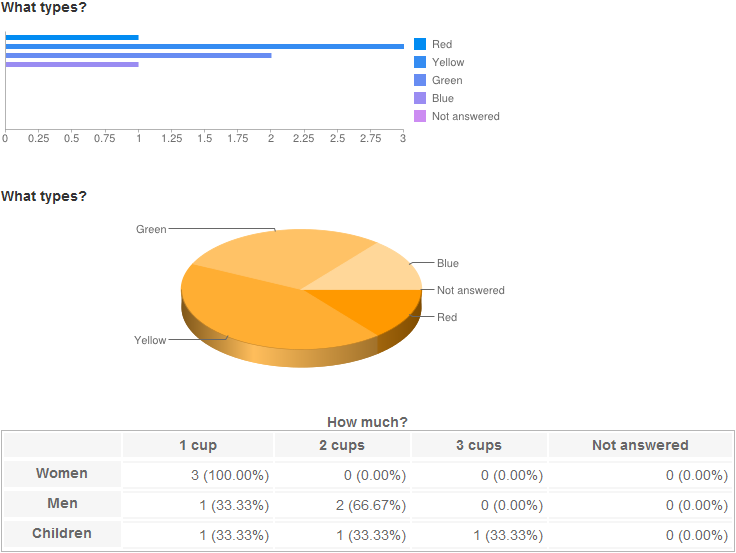 What types?
Red
Yellow
Green
Blue
Not answered
0 0.25 0.5 0.75 1 1.25 1.5 1.75 2 2.25 2.5 2.75 3
What types?
Green
Blue
Not answered
Red
Yellow
How much?
1 cup 2 cups 3 cups Not answered
Women 3 (100.00%) 0 (0.00%) 0 (0.00%) 0 (0.00%)
Men 1 (33.33%) 2 (66.67%) 0 (0.00%) 0 (0.00%)
Children 1 (33.33%) 1 (33.33%) 1 (33.33%) 0 (0.00%)